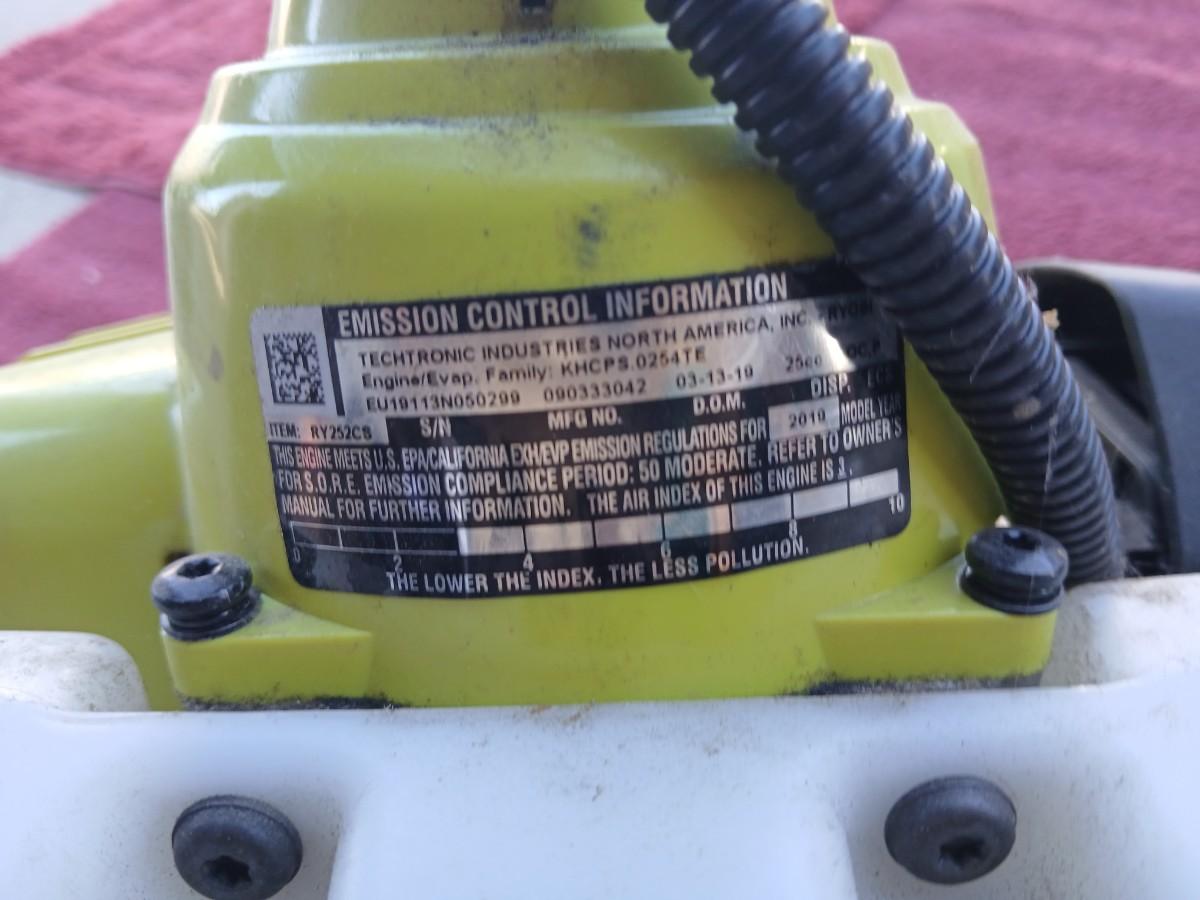 EMISSION CONTROL INFORMATION
TECHTRONIC INDUSTRIES NORTH AMERICA, INC. RYOBI
Engine/Evap. Family: KHCPS.0254TE 25cc
EU19113N050299 090333042 03-13-19
ITEM: RY252CS S/N MFG NO. D.O.M. DISP.
THIS ENGINE MEETS U.S. EPA/CALIFORNIA EXH/EVP EMISSION REGULATIONS FOR 2019 MODEL YEAR
FOR S.O.R.E. EMISSION COMPLIANCE PERIOD: 50 MODERATE. REFER TO OWNER'S
MANUAL FOR FURTHER INFORMATION. THE AIR INDEX OF THIS ENGINE IS 3.
0 2 4 6 8 10
THE LOWER THE INDEX, THE LESS POLLUTION.